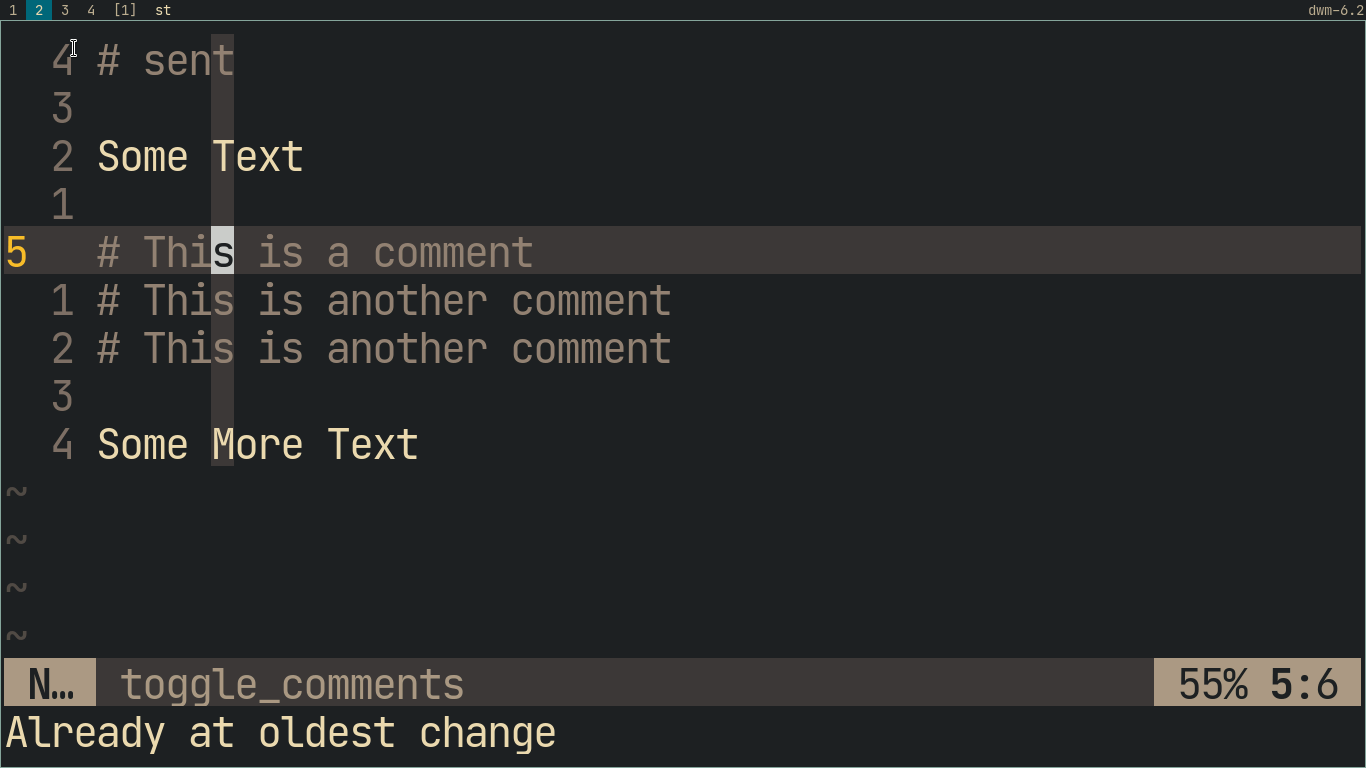 1 2 3 4 [1] st dwm-6.2
4 # sent
3
2 Some Text
1
5 # This is a comment
1 # This is another comment
2 # This is another comment
3
4 Some More Text
~
~
~
~
N… toggle_comments 55% 5:6
Already at oldest change